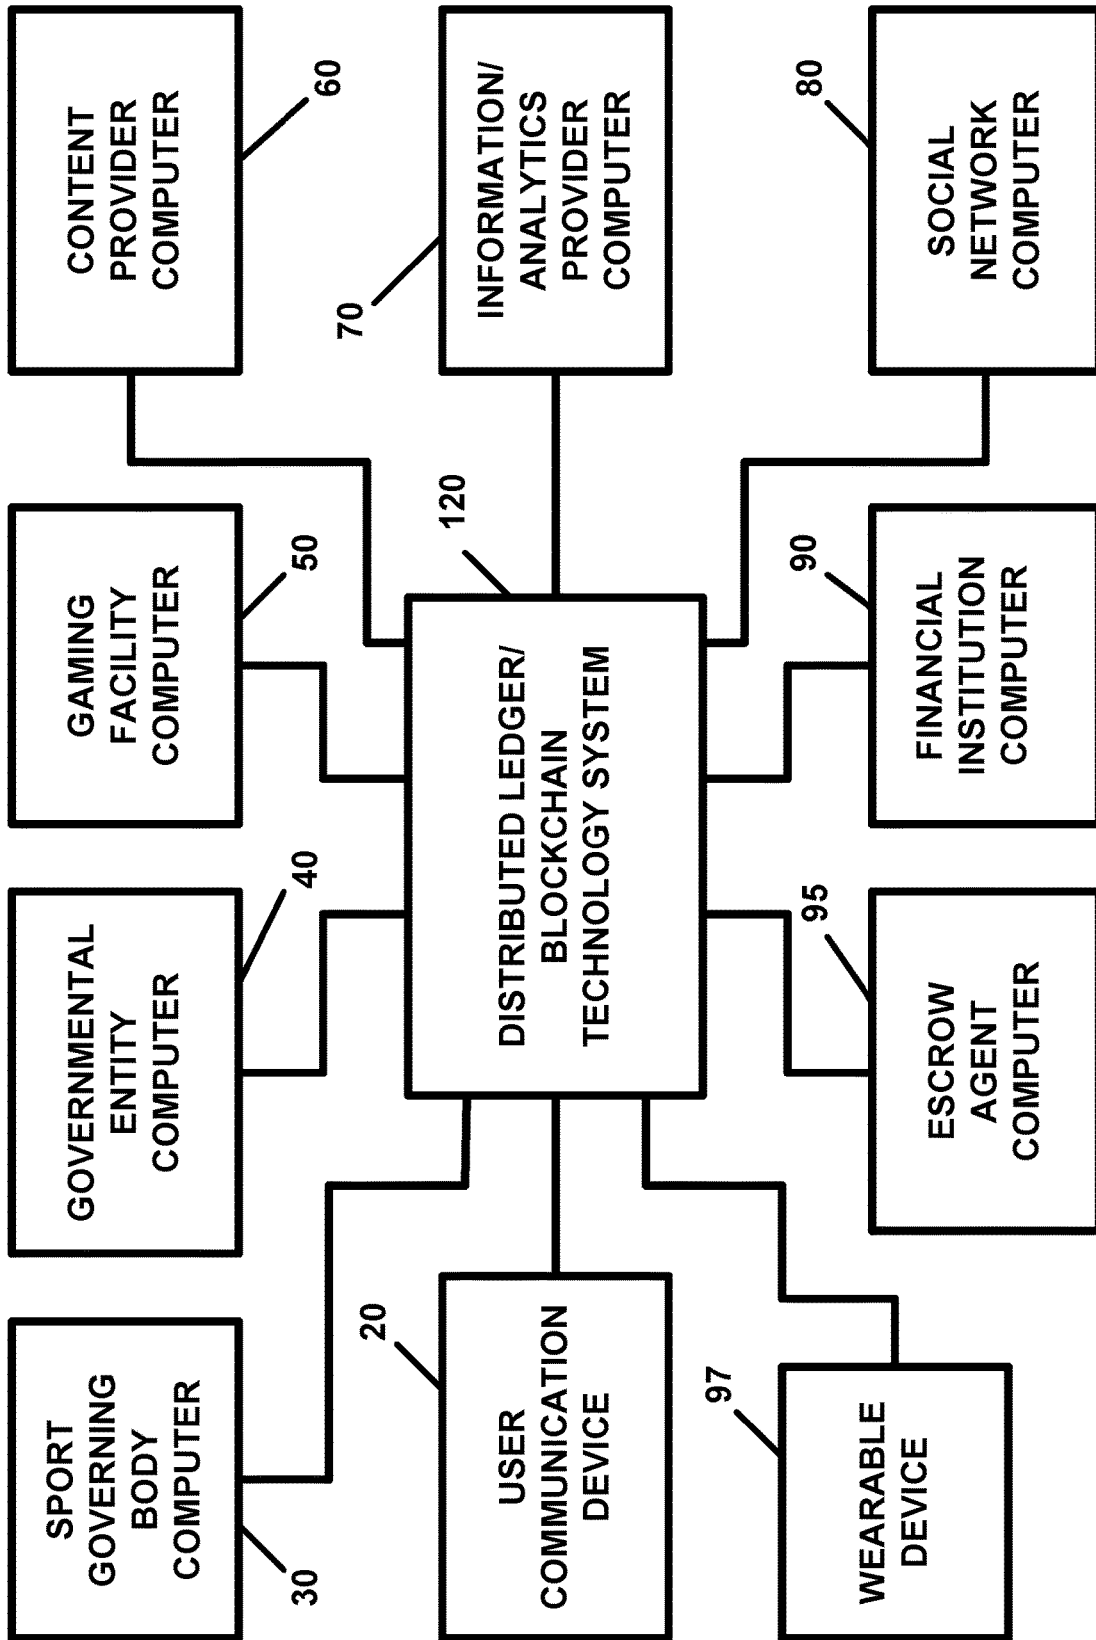 SPORT
GOVERNING
BODY
COMPUTER
30
GOVERNMENTAL
ENTITY
COMPUTER
40
GAMING
FACILITY
COMPUTER
50
CONTENT
PROVIDER
COMPUTER
60
USER
COMMUNICATION
DEVICE
20
DISTRIBUTED LEDGER/
BLOCKCHAIN
TECHNOLOGY SYSTEM
120
INFORMATION/
ANALYTICS
PROVIDER
COMPUTER
70
WEARABLE
DEVICE
97
ESCROW
AGENT
COMPUTER
95
FINANCIAL
INSTITUTION
COMPUTER
90
SOCIAL
NETWORK
COMPUTER
80